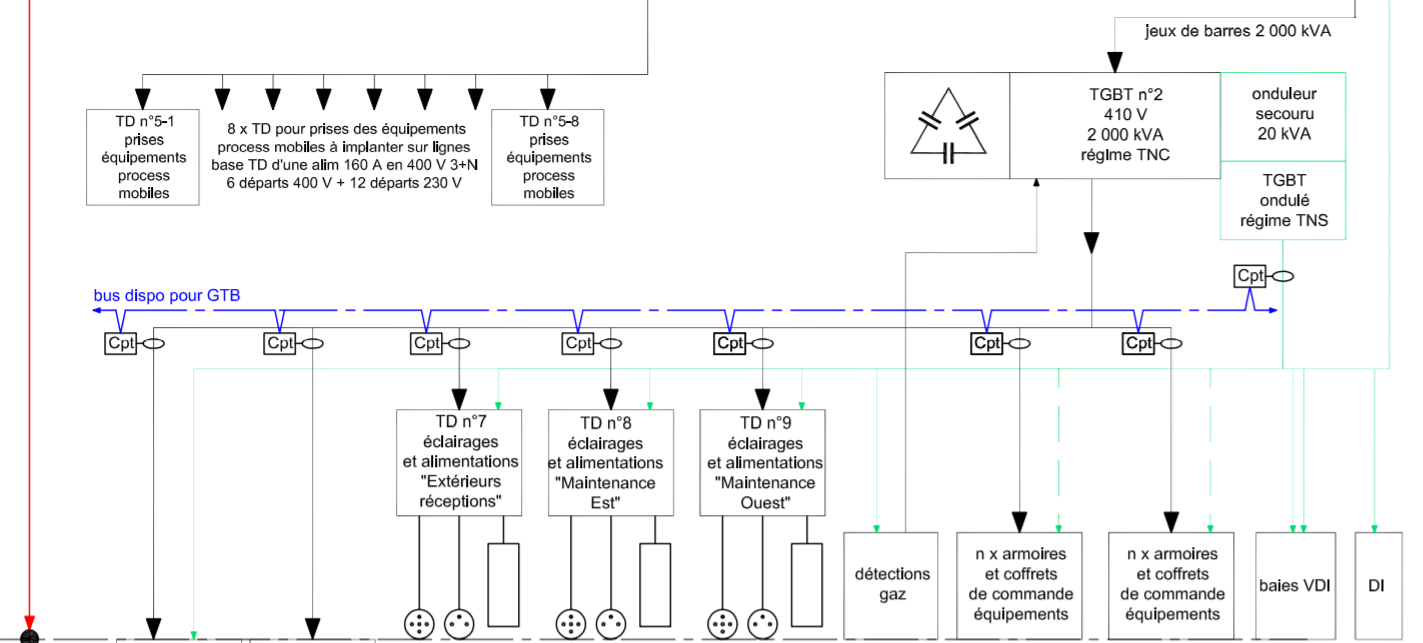 jeux de barres 2 000 kVA
TD n°5-1
prises
équipements
process
mobiles
8 x TD pour prises des équipements
process mobiles à implanter sur lignes
base TD d'une alim 160 A en 400 V 3+N
6 départs 400 V + 12 départs 230 V
TD n°5-8
prises
équipements
process
mobiles
TGBT n°2
410 V
2 000 kVA
régime TNC
onduleur
secouru
20 kVA
TGBT
ondulé
régime TNS
bus dispo pour GTB
Cpt
Cpt
Cpt
Cpt
Cpt
Cpt
Cpt
Cpt
TD n°7
éclairages
et alimentations
"Extérieurs
réceptions"
TD n°8
éclairages
et alimentations
"Maintenance
Est"
TD n°9
éclairages
et alimentations
"Maintenance
Ouest"
détections
gaz
n x armoires
et coffrets
de commande
équipements
n x armoires
et coffrets
de commande
équipements
baies VDI
DI